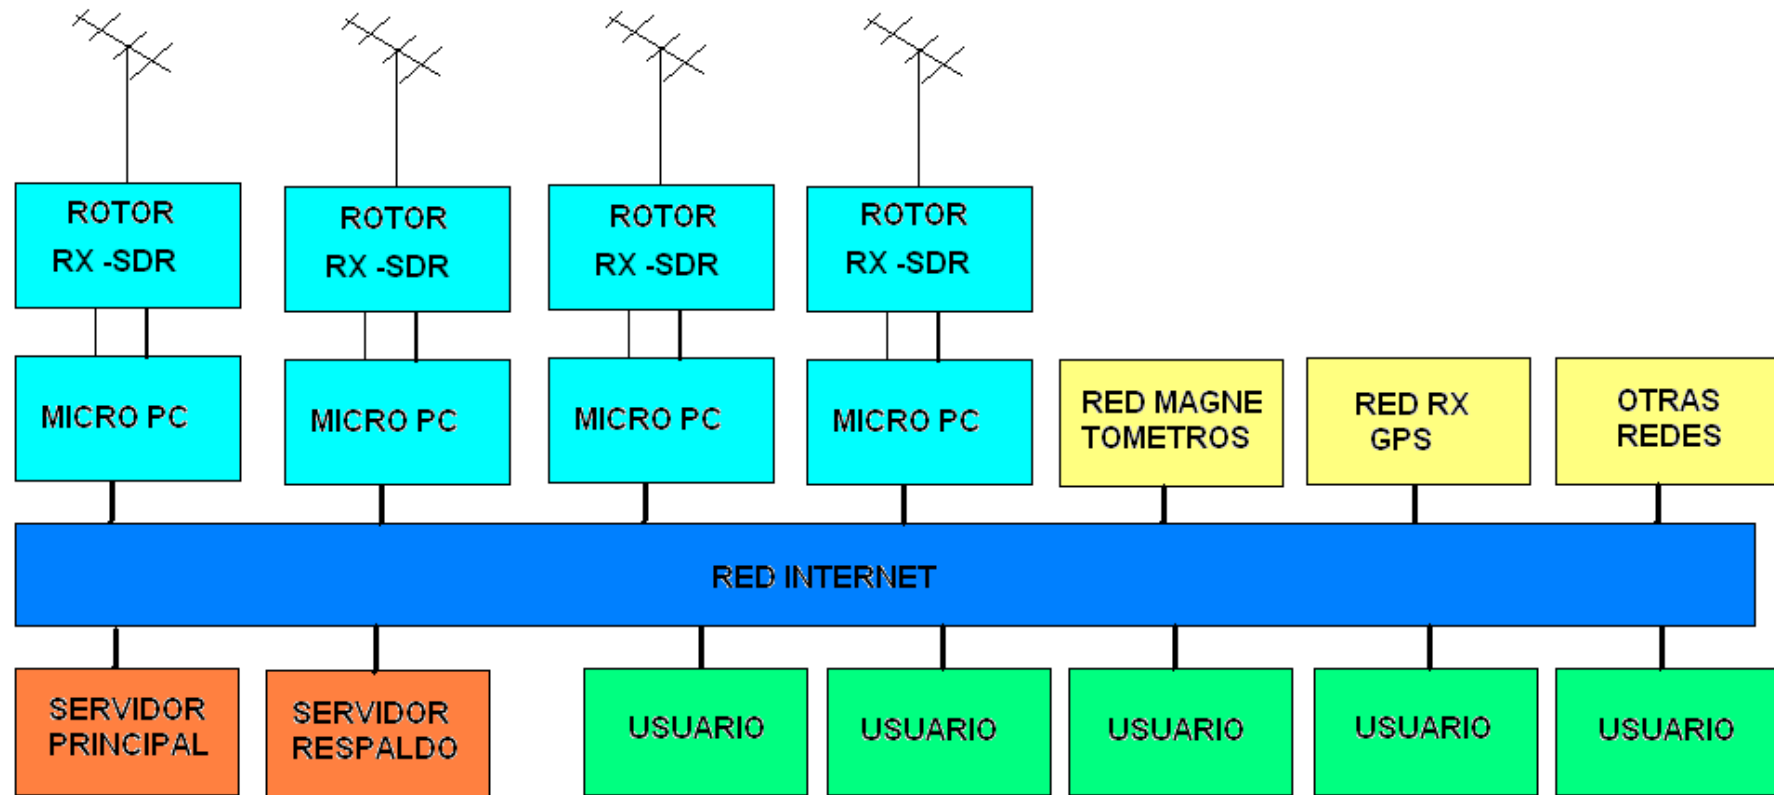 ROTOR
RX -SDR
ROTOR
RX -SDR
ROTOR
RX -SDR
ROTOR
RX -SDR
MICRO PC
MICRO PC
MICRO PC
MICRO PC
RED MAGNE
TOMETROS
RED RX
GPS
OTRAS
REDES
RED INTERNET
SERVIDOR
PRINCIPAL
SERVIDOR
RESPALDO
USUARIO
USUARIO
USUARIO
USUARIO
USUARIO